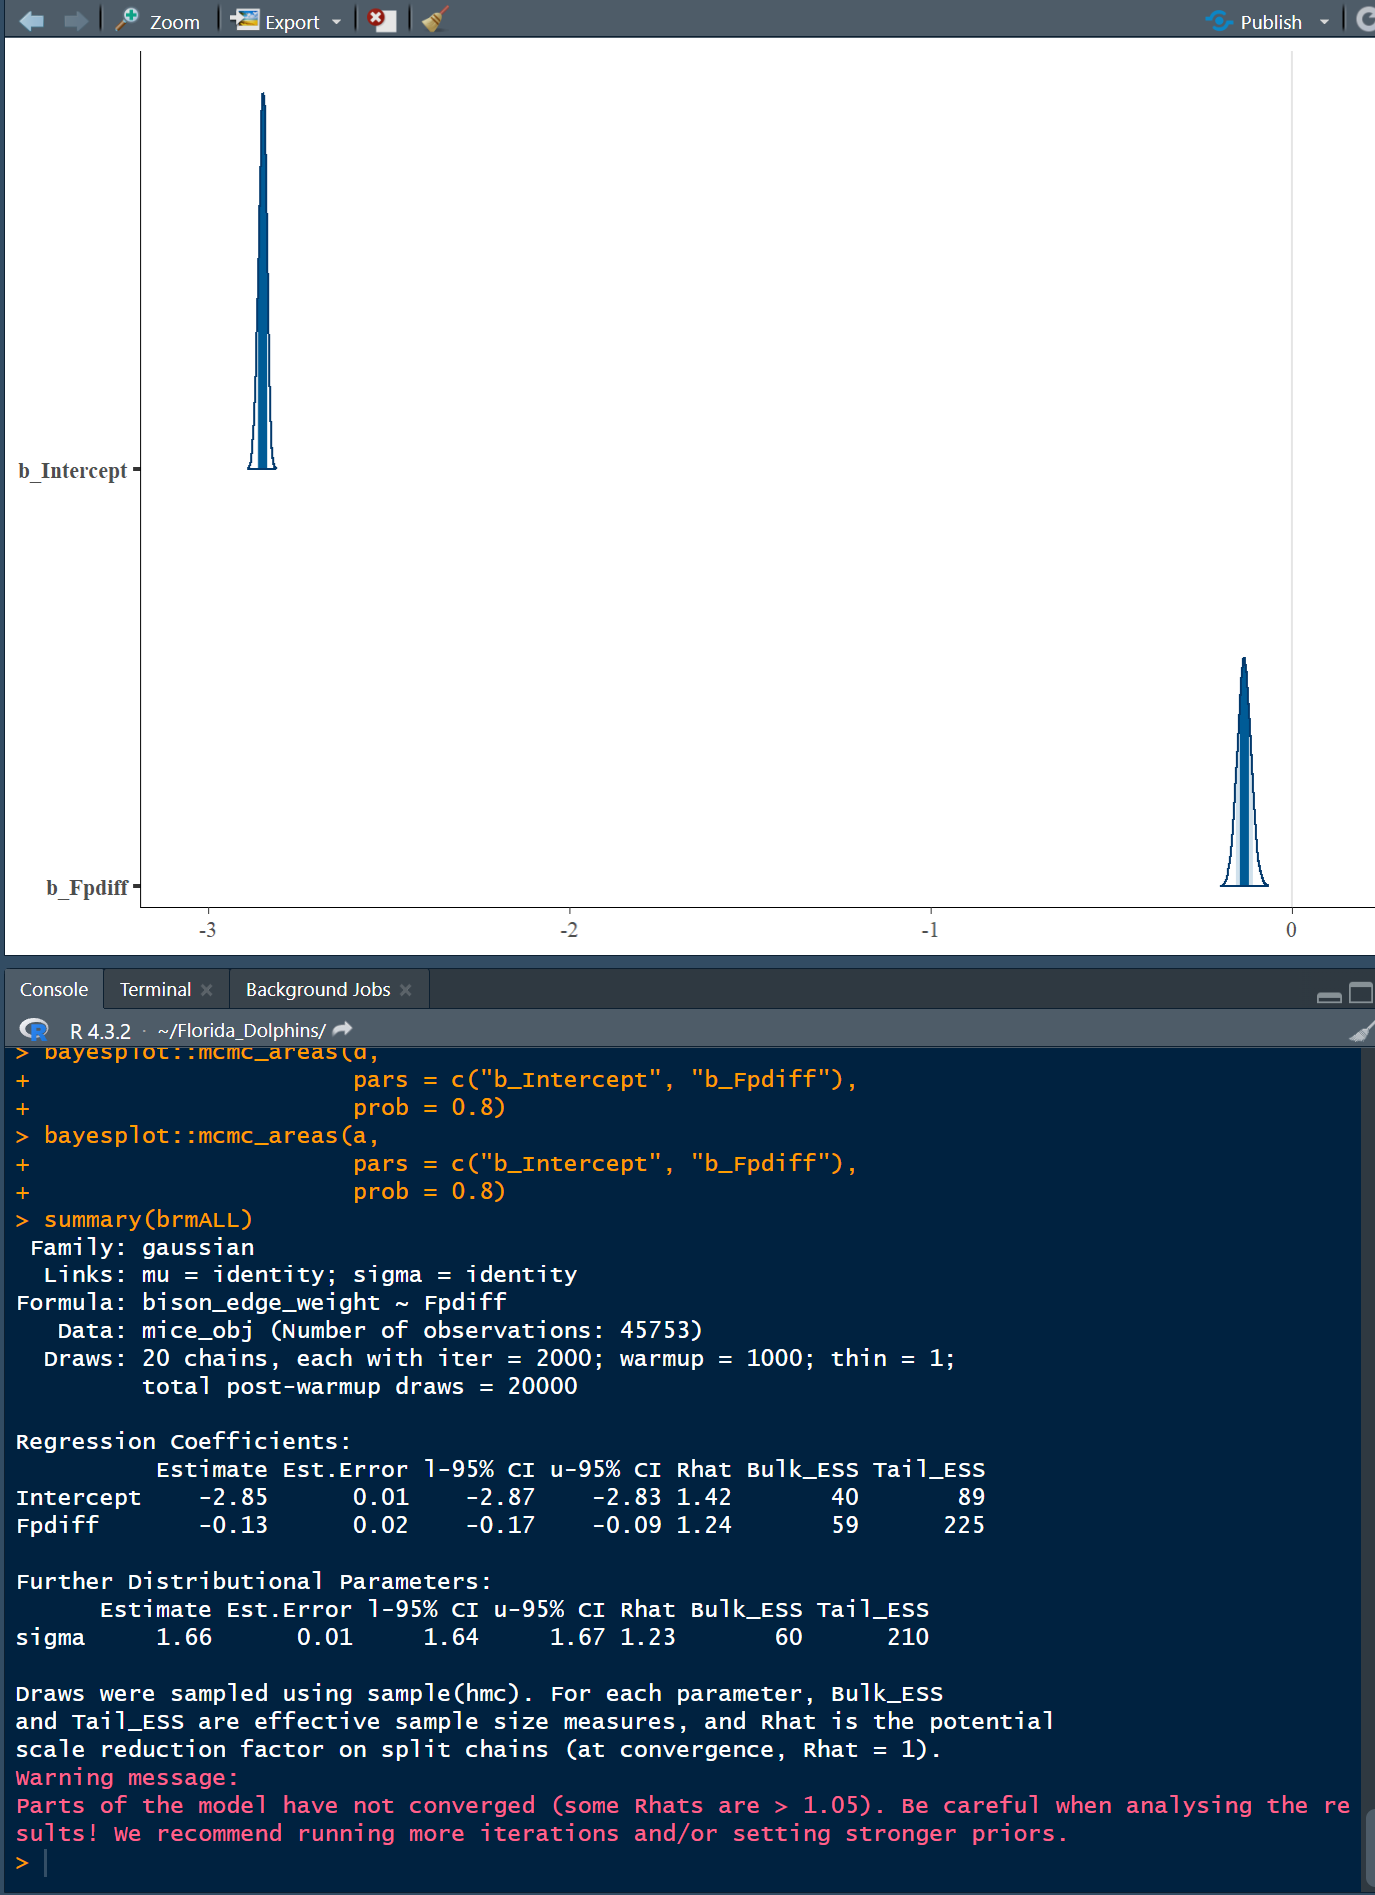 Zoom Export Publish
b_Intercept
b_Fpdiff
-3 -2 -1 0
Console Terminal Background Jobs
R 4.3.2 · ~/Florida_Dolphins/
> bayesplot::mcmc_areas(d,
+ pars = c("b_Intercept", "b_Fpdiff"),
+ prob = 0.8)
> bayesplot::mcmc_areas(a,
+ pars = c("b_Intercept", "b_Fpdiff"),
+ prob = 0.8)
> summary(brmALL)
Family: gaussian
Links: mu = identity; sigma = identity
Formula: bison_edge_weight ~ Fpdiff
Data: mice_obj (Number of observations: 45753)
Draws: 20 chains, each with iter = 2000; warmup = 1000; thin = 1;
total post-warmup draws = 20000
Regression Coefficients:
Estimate Est.Error l-95% CI u-95% CI Rhat Bulk_ESS Tail_ESS
Intercept -2.85 0.01 -2.87 -2.83 1.42 40 89
Fpdiff -0.13 0.02 -0.17 -0.09 1.24 59 225
Further Distributional Parameters:
Estimate Est.Error l-95% CI u-95% CI Rhat Bulk_ESS Tail_ESS
sigma 1.66 0.01 1.64 1.67 1.23 60 210
Draws were sampled using sample(hmc). For each parameter, Bulk_ESS
and Tail_ESS are effective sample size measures, and Rhat is the potential
scale reduction factor on split chains (at convergence, Rhat = 1).
Warning message:
Parts of the model have not converged (some Rhats are > 1.05). Be careful when analysing the re
sults! We recommend running more iterations and/or setting stronger priors.
>